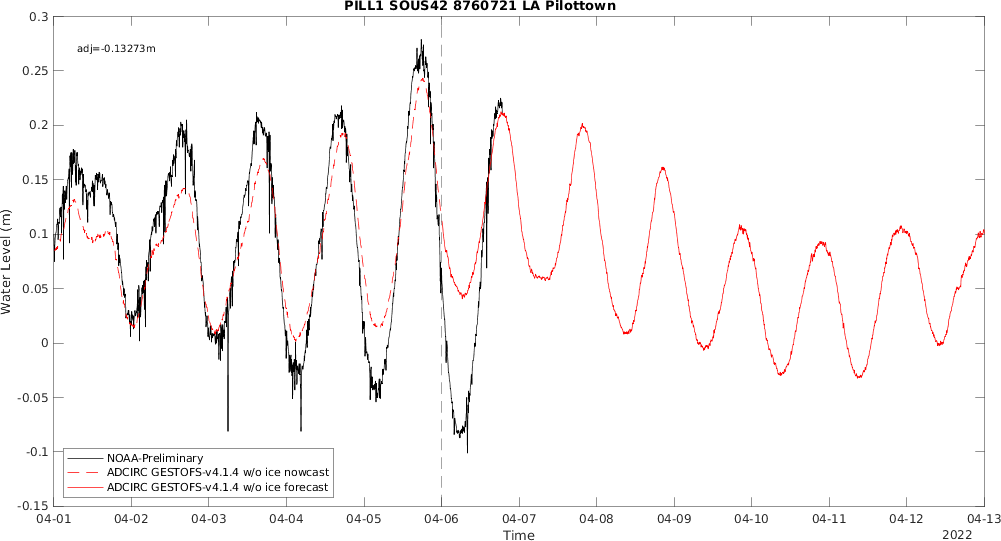 PILL1 SOUS42 8760721 LA Pilottown
adj=-0.13273m
0.3
0.25
0.2
0.15
0.1
0.05
0
-0.05
-0.1
-0.15
Water Level (m)
NOAA-Preliminary
ADCIRC GESTOFS-v4.1.4 w/o ice nowcast
ADCIRC GESTOFS-v4.1.4 w/o ice forecast
04-01 04-02 04-03 04-04 04-05 04-06 04-07 04-08 04-09 04-10 04-11 04-12 04-13
Time
2022